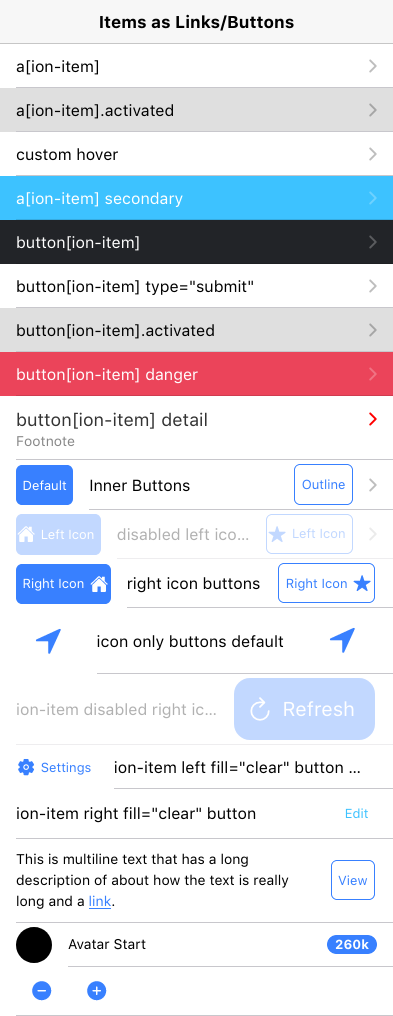 Items as Links/Buttons
a[ion-item]
a[ion-item].activated
custom hover
a[ion-item] secondary
button[ion-item]
button[ion-item] type="submit"
button[ion-item].activated
button[ion-item] danger
button[ion-item] detail
Footnote
Default Inner Buttons Outline
Left Icon disabled left ico... Left Icon
Right Icon right icon buttons Right Icon
icon only buttons default
ion-item disabled right ic... Refresh
Settings ion-item left fill="clear" button ...
ion-item right fill="clear" button Edit
This is multiline text that has a long
description of about how the text is really
long and a link.
View
Avatar Start 260k